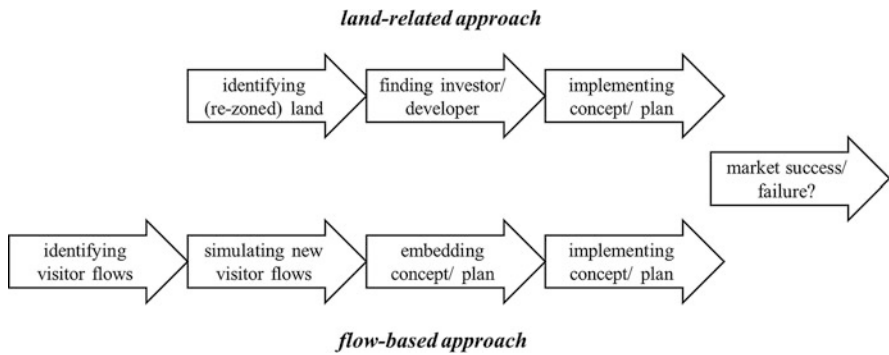 land-related approach
identifying
(re-zoned) land
finding investor/
developer
implementing
concept/ plan
market success/
failure?
identifying
visitor flows
simulating new
visitor flows
embedding
concept/ plan
implementing
concept/ plan
flow-based approach